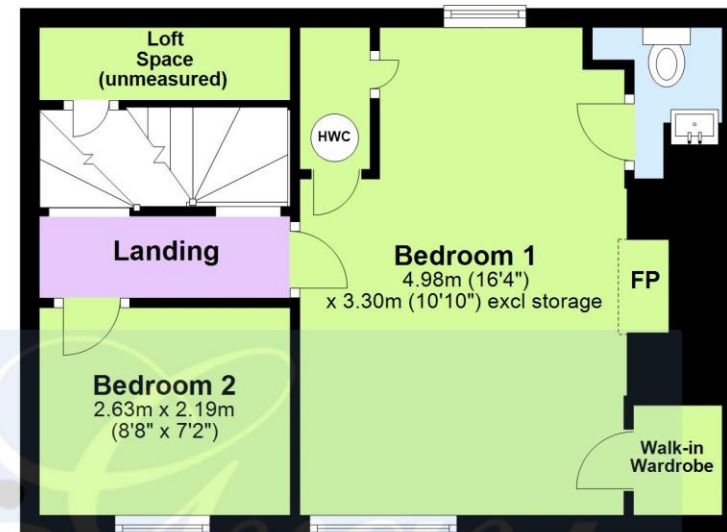 Loft
Space
(unmeasured)
HWC
Landing
Bedroom 1
4.98m (16'4")
x 3.30m (10'10") excl storage
FP
Bedroom 2
2.63m x 2.19m
(8'8" x 7'2")
Walk-in
Wardrobe